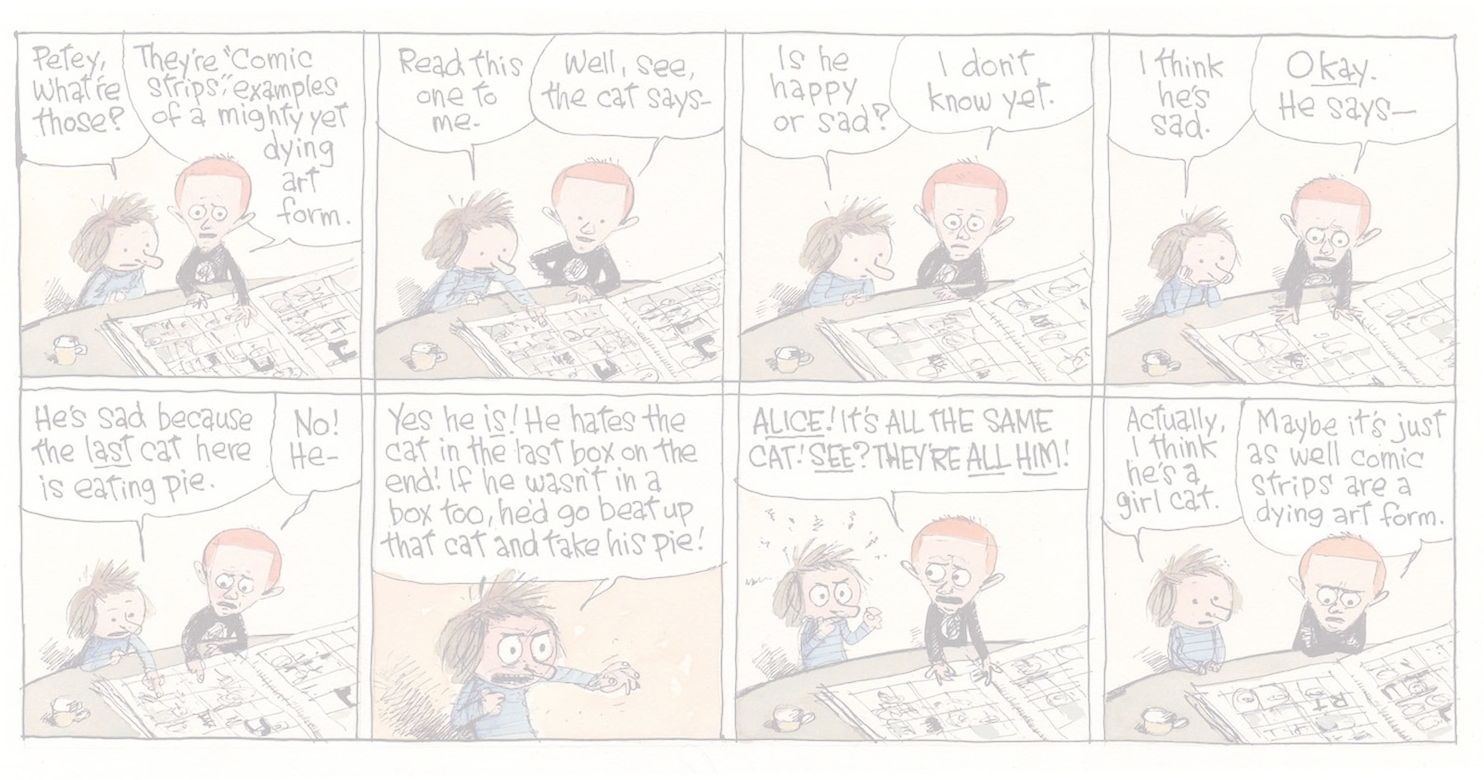 Petey,
what're
those?
They're "Comic
strips", examples
of a mighty yet
dying
art
form.
Read this
one to
me.
Well, see,
the cat says-
Is he
happy
or sad?
I don't
know yet.
I think
he's
sad.
Okay.
He says—
He's sad because
the last cat here
is eating pie.
No!
He-
Yes he is! He hates the
cat in the last box on the
end! If he wasn't in a
box too, he'd go beat up
that cat and take his pie!
ALICE! IT'S ALL THE SAME
CAT! SEE? THEY'RE ALL HIM!
Actually,
I think
he's a
girl cat.
Maybe it's just
as well comic
strips are a
dying art form.